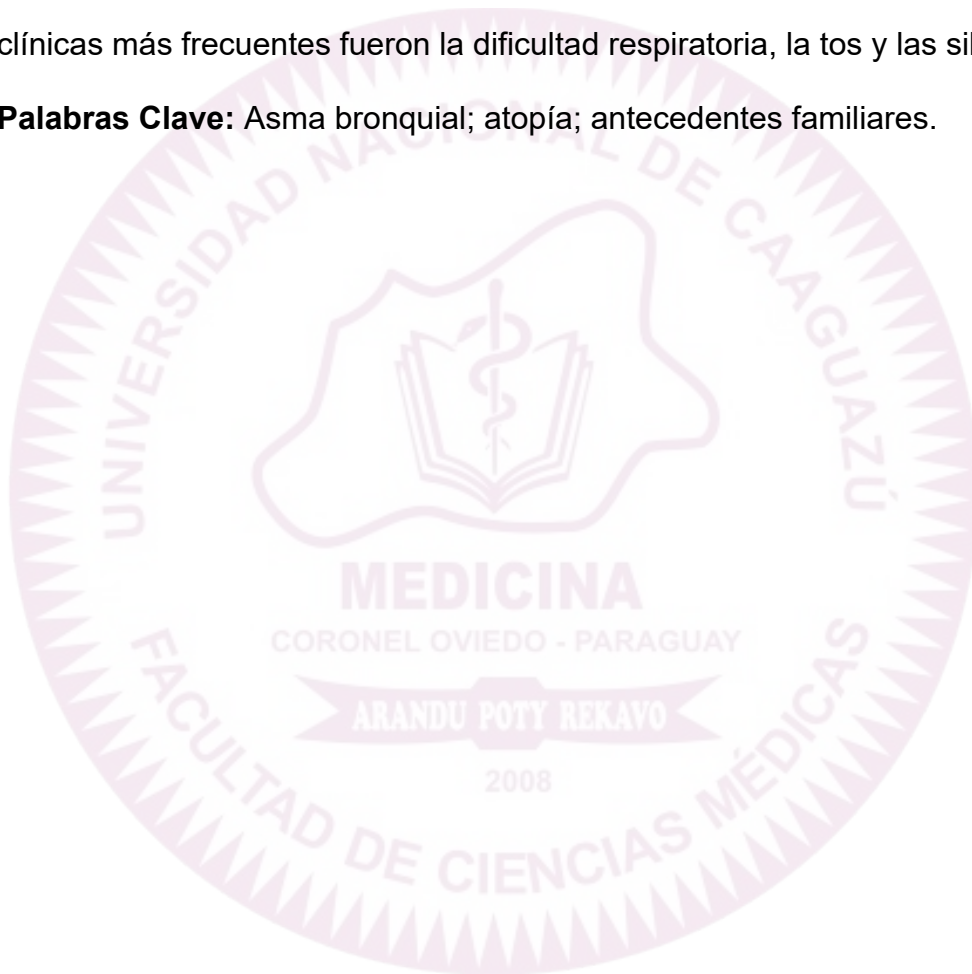 clínicas más frecuentes fueron la dificultad respiratoria, la tos y las
Palabras Clave: Asma bronquial; atopía; antecedentes familiares.
UNIVERSIDAD NACIONAL DE CAAGUAZÚ
MEDICINA
CORONEL OVIEDO - PARAGUAY
ARANDU POTY REKAVO
2008
FACULTAD DE CIENCIAS MÉDICAS